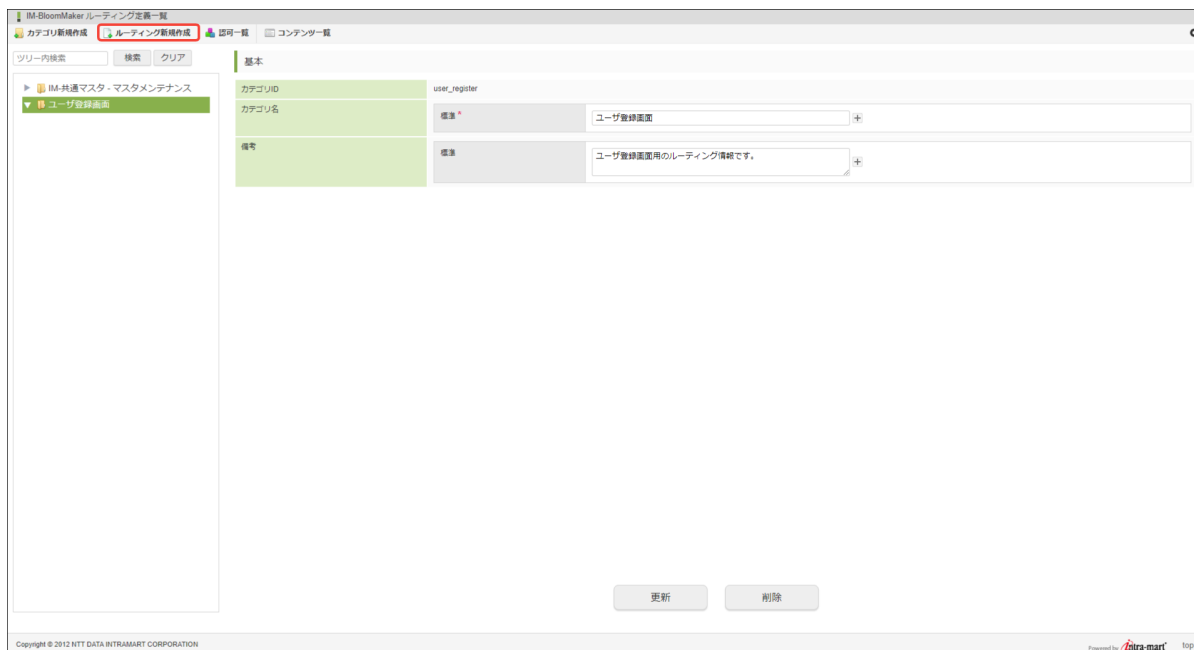 IM-BloomMaker ルーティング定義一覧
カテゴリ新規作成 ルーティング新規作成 認可一覧 コンテンツ一覧
ツリー内検索 検索 クリア
基本
IM-共通マスタ - マスタメンテナンス
ユーザ登録画面
カテゴリID user_register
カテゴリ名 標準 * ユーザ登録画面
備考 標準 ユーザ登録画面用のルーティング情報です。
更新 削除
Copyright © 2012 NTT DATA INTRAMART CORPORATION
Powered by intra-mart top